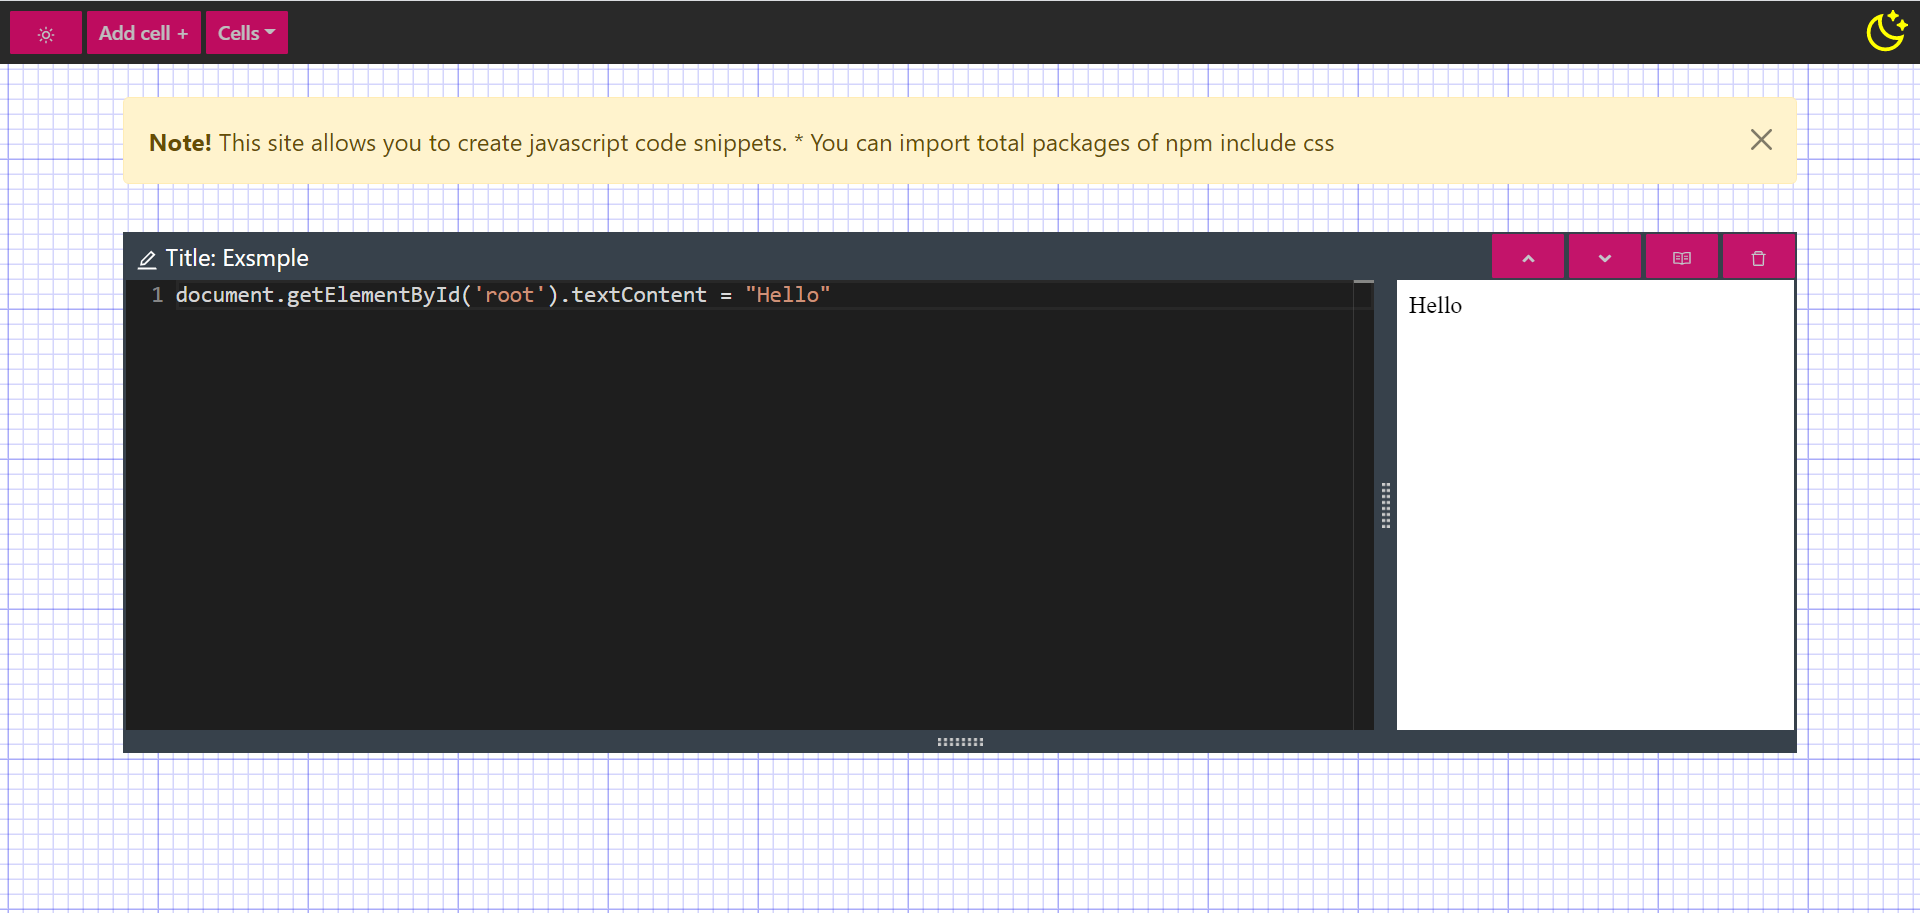 Add cell +
Cells
Note! This site allows you to create javascript code snippets. * You can import total packages of npm include css
Title: Exsmple
1 document.getElementById('root').textContent = "Hello"
Hello